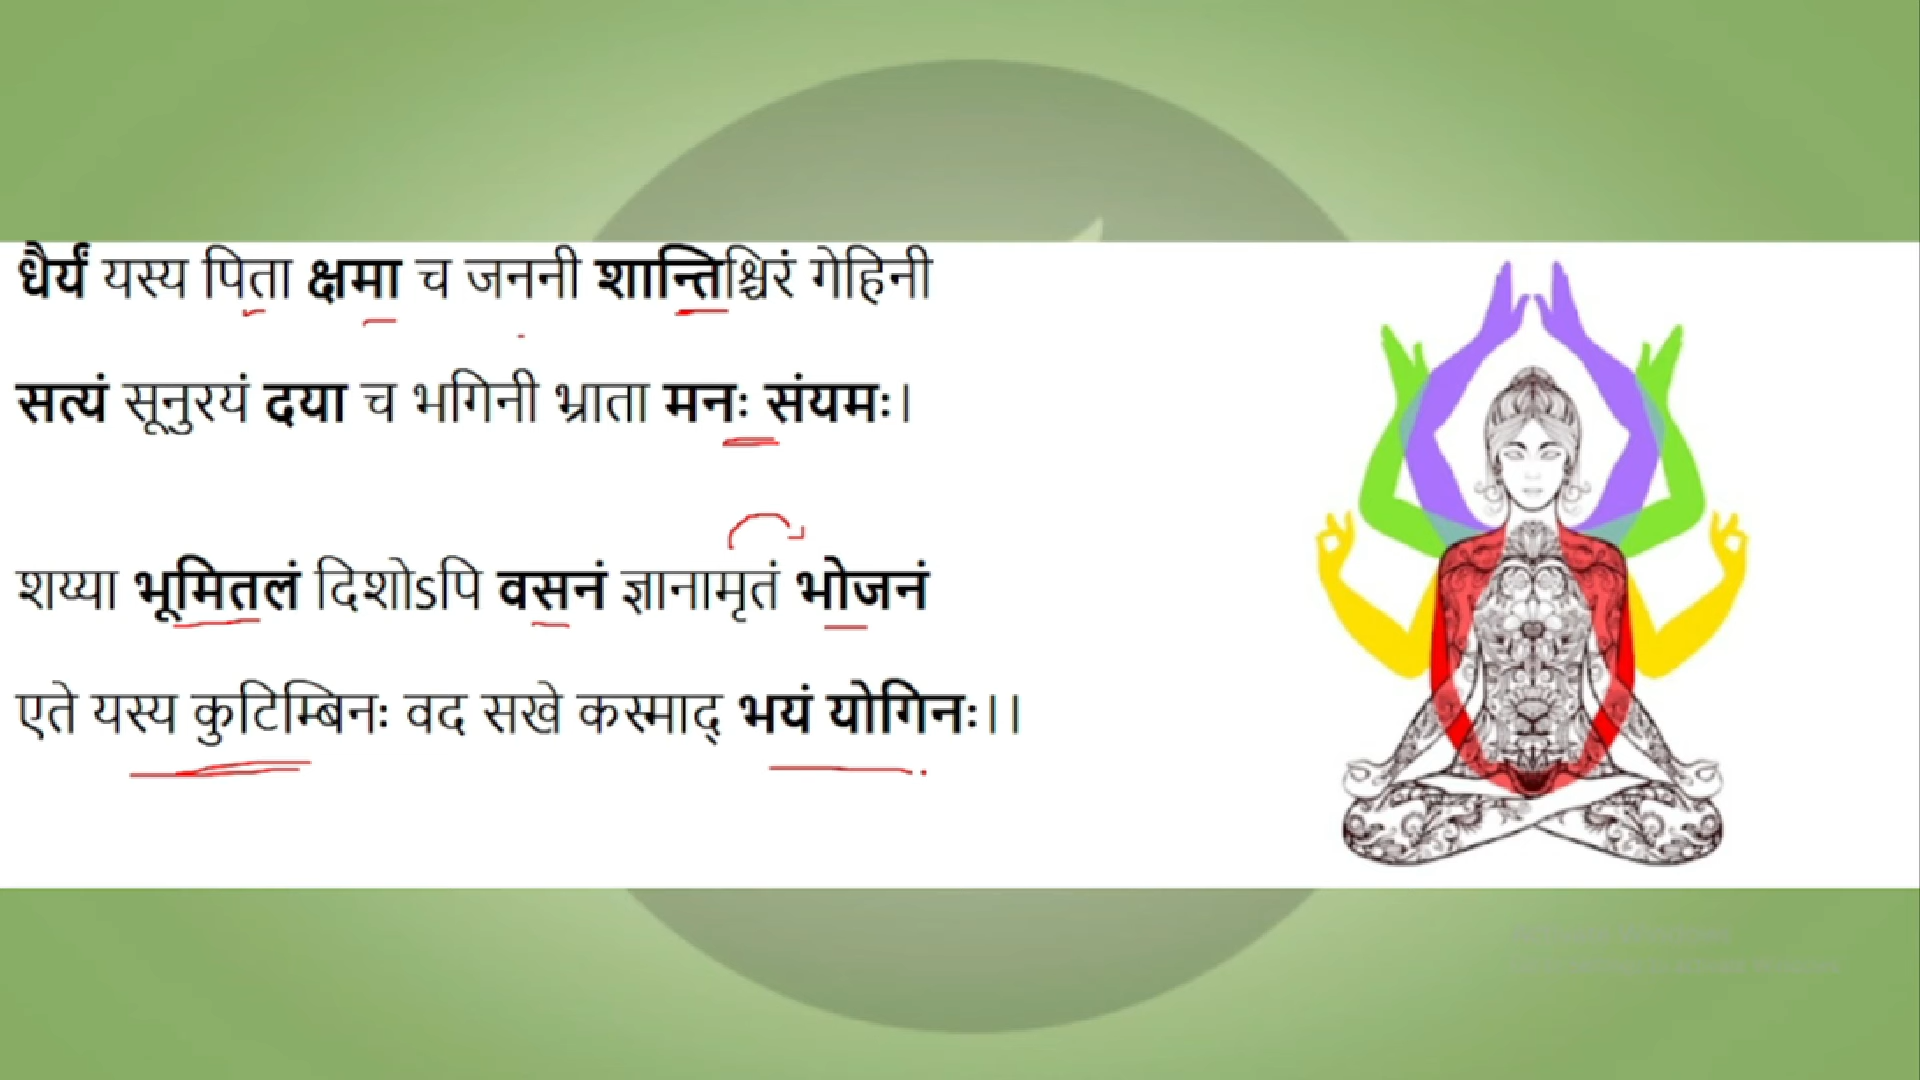 धैर्यं यस्य पिता क्षमा च जननी शान्तिश्चिरं गेहिनी
सत्यं सूनुरयं दया च भगिनी भ्राता मनः संयमः।
शय्या भूमितलं दिशोऽपि वसनं ज्ञानामृतं भोजनं
एते यस्य कुटिम्बिनः वद सखे कस्माद् भयं योगिनः।।